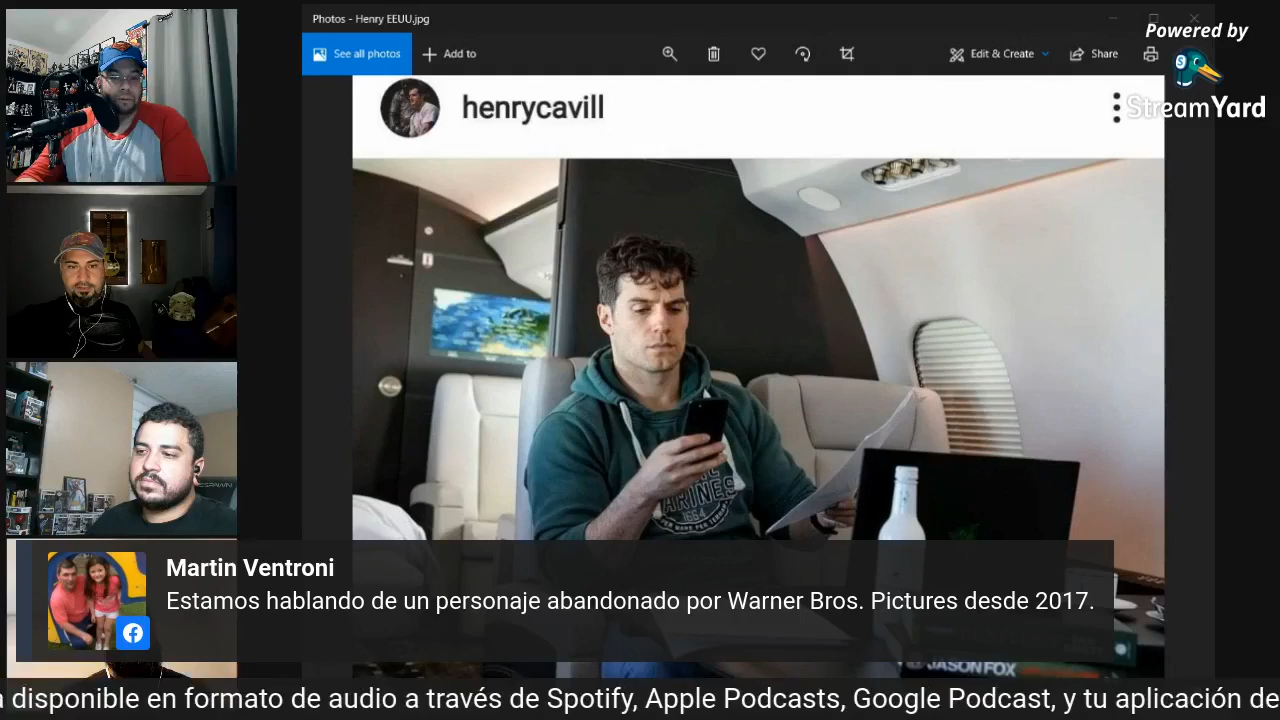 Photos - Henry EEUU.jpg
See all photos
Add to
Edit & Create
Share
Powered by
StreamYard
henrycavill
MARINES
1664
Martin Ventroni
Estamos hablando de un personaje abandonado por Warner Bros. Pictures desde 2017.
JASON FOX
disponible en formato de audio a través de Spotify, Apple Podcasts, Google Podcast, y tu aplicación de